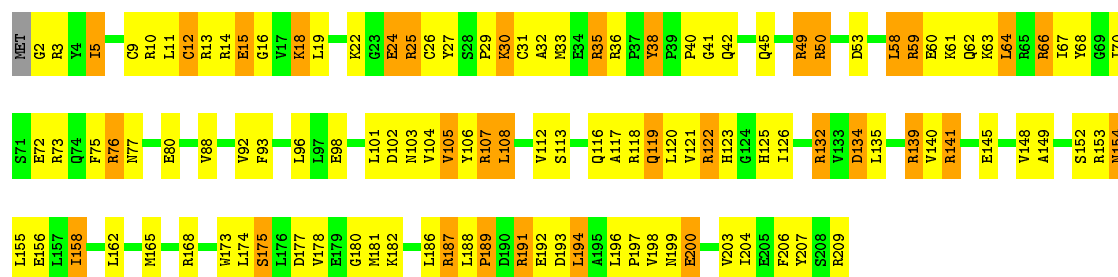 MET G2 R3 Y4 I5 C9 R10 L11 C12 R13 R14 E15 G16 V17 K18 L19 K22 G23 E24 R25 C26 Y27 S28 P29 K30 C31 A32 M33 E34 R35 R36 P37 Y38 P39 P40 G41 Q42 Q45 R49 R50 D53 L58 R59 E60 K61 Q62 K63 L64 R65 R66 I67 Y68 G69 I70
S71 E72 R73 Q74 F75 R76 N77 E80 V88 V92 F93 L96 L97 E98 L101 D102 N103 V104 V105 Y106 R107 L108 V112 S113 Q116 A117 R118 Q119 L120 V121 R122 H123 G124 H125 I126 R132 V133 D134 L135 R139 V140 R141 E145 V148 A149 S152 R153 N154
L155 E156 L157 I158 L162 M165 R168 W173 L174 S175 L176 D177 V178 E179 G180 M181 K182 L186 R187 L188 P189 D190 R191 E192 D193 L194 A195 L196 P197 V198 N199 E200 V203 I204 E205 F206 Y207 S208 R209